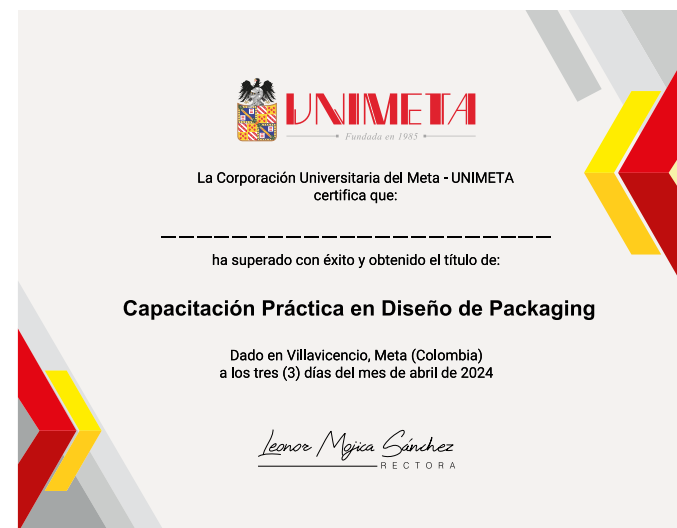 UNIMETA
Fundada en 1985
La Corporación Universitaria del Meta - UNIMETA
certifica que:
ha superado con éxito y obtenido el título de:
Capacitación Práctica en Diseño de Packaging
Dado en Villavicencio, Meta (Colombia)
a los tres (3) días del mes de abril de 2024
Leonor Mojica Sánchez
RECTORA